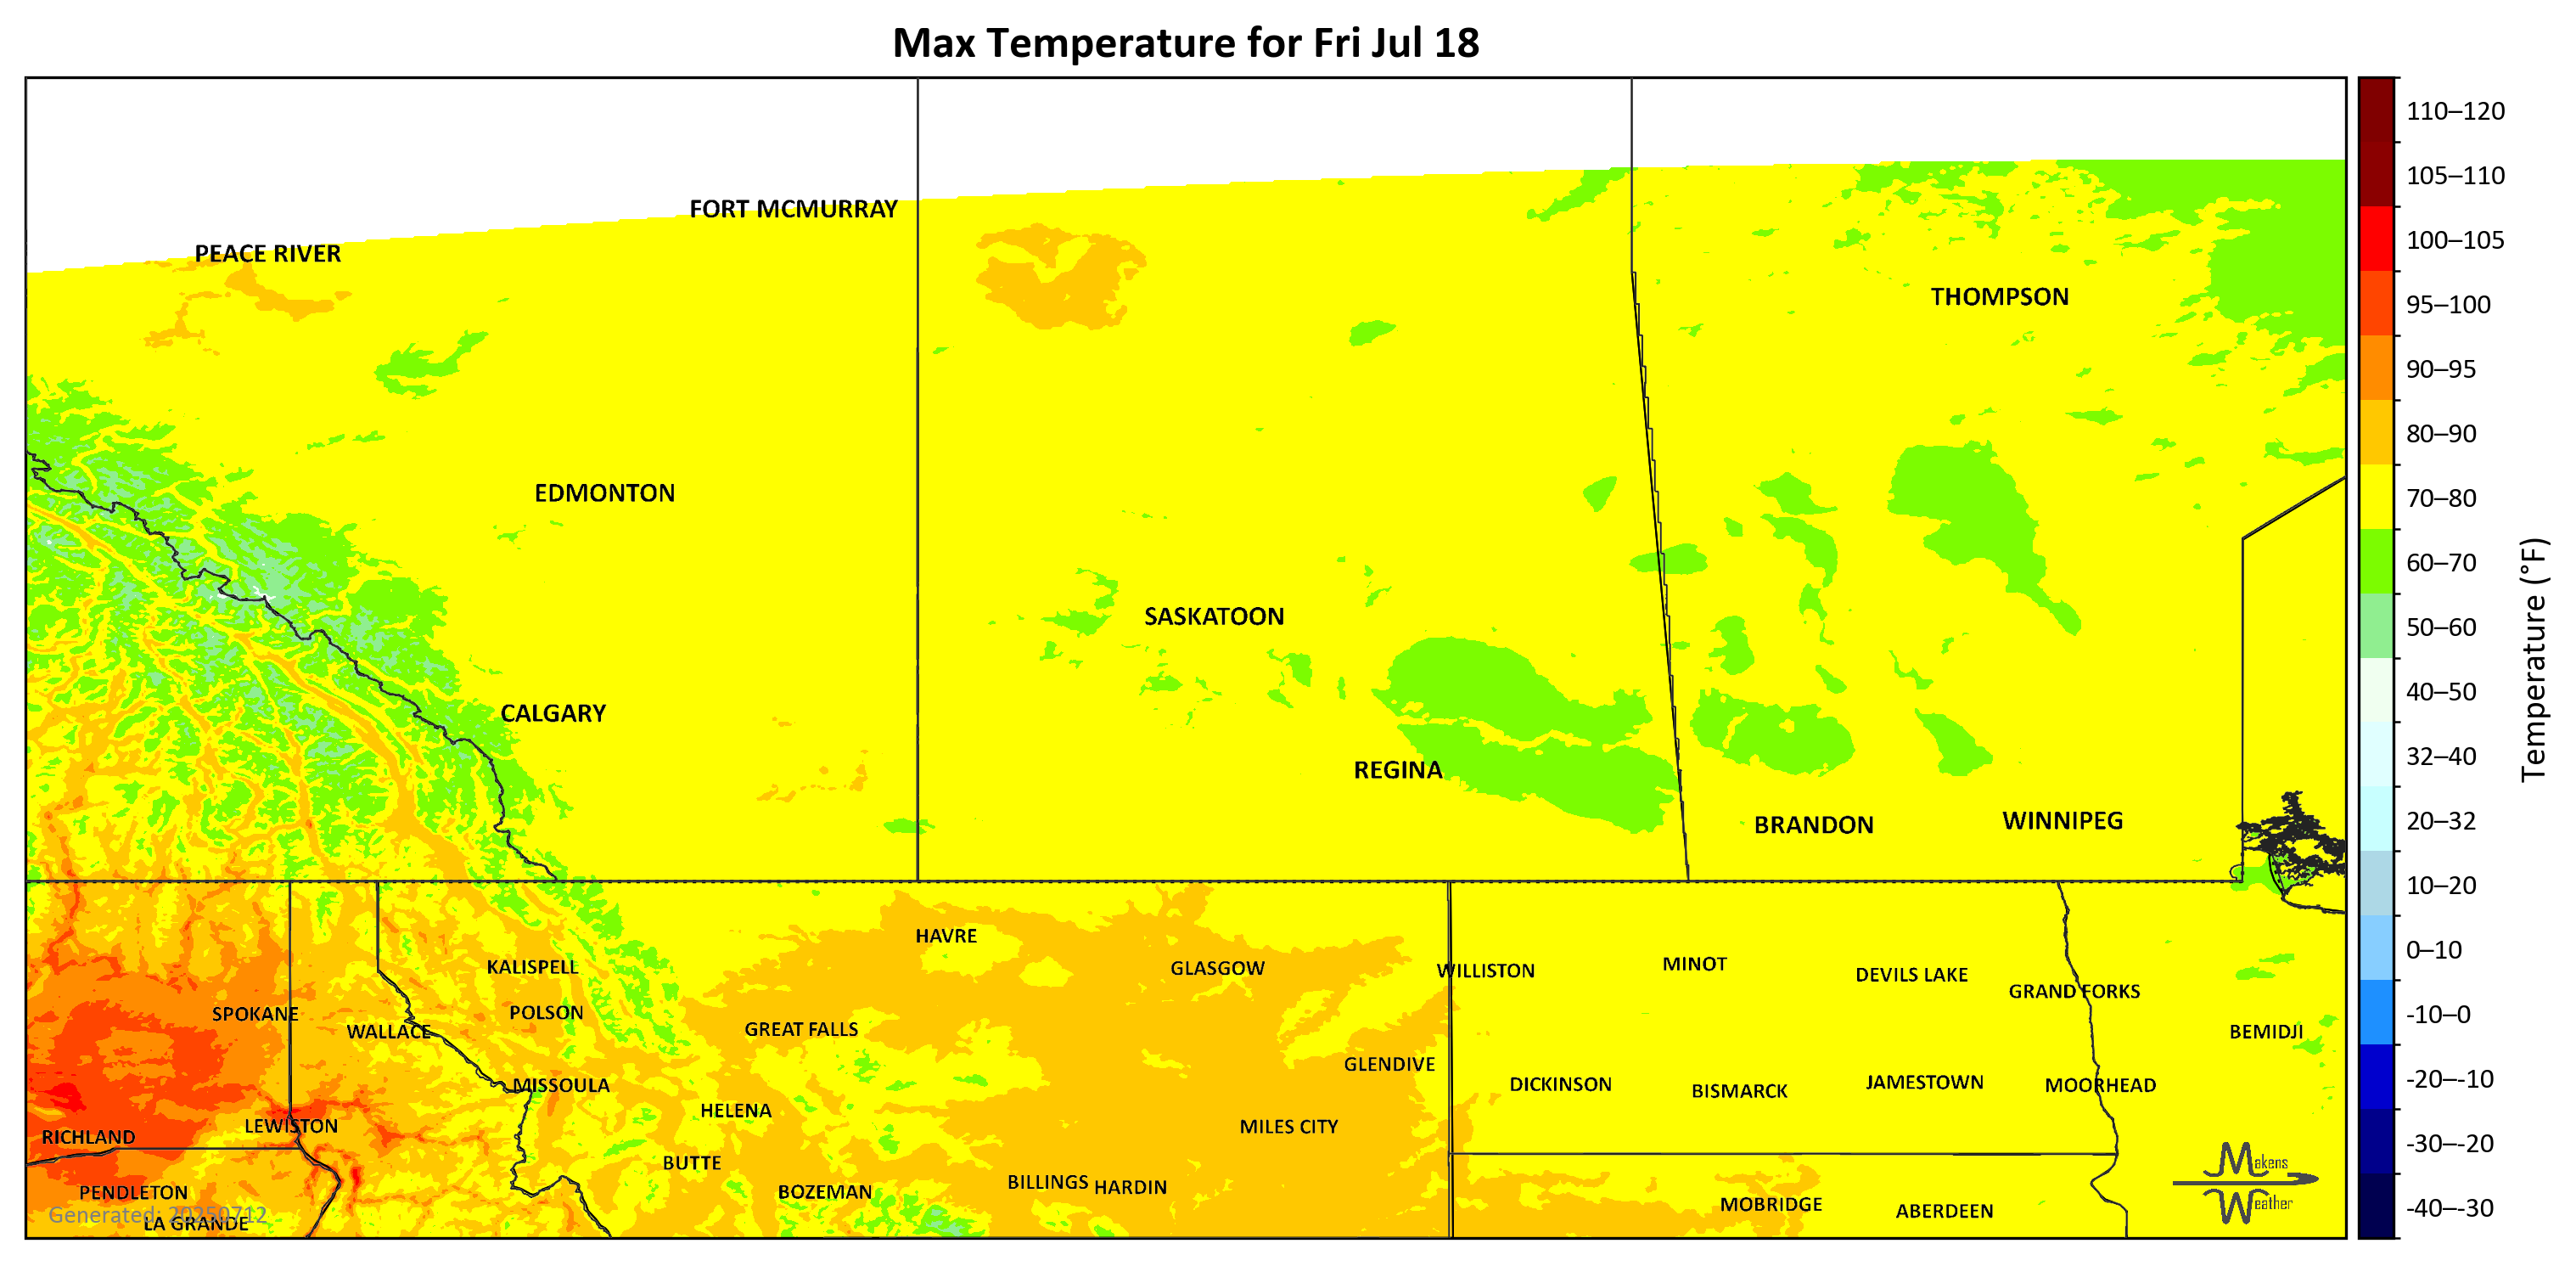 Max Temperature for Fri Jul 18
110–120
105–110
100–105
95–100
90–95
80–90
70–80
60–70
50–60
40–50
32–40
20–32
10–20
0–10
-10–0
-20–-10
-30–-20
-40–-30
Temperature (°F)
FORT MCMURRAY
PEACE RIVER
THOMPSON
EDMONTON
SASKATOON
CALGARY
REGINA
BRANDON
WINNIPEG
HAVRE
KALISPELL
GLASGOW
WILLISTON
MINOT
DEVILS LAKE
GRAND FORKS
SPOKANE
POLSON
WALLACE
GREAT FALLS
BEMIDJI
GLENDIVE
MISSOULA
DICKINSON
BISMARCK
JAMESTOWN
MOORHEAD
HELENA
LEWISTON
MILES CITY
RICHLAND
BUTTE
BILLINGS
HARDIN
PENDLETON
BOZEMAN
MOBRIDGE
ABERDEEN
LA GRANDE
Generated: 20250712
Makens
Weather